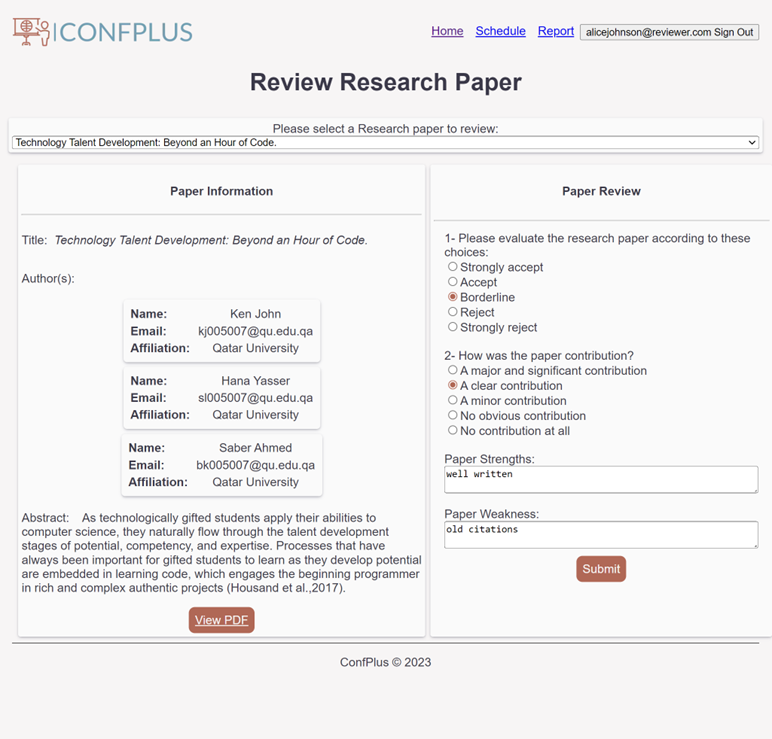 ICONFPLUS
Home Schedule Report alicejohnson@reviewer.com Sign Out
Review Research Paper
Please select a Research paper to review:
Technology Talent Development: Beyond an Hour of Code.
Paper Information
Title: Technology Talent Development: Beyond an Hour of Code.
Author(s):
Name: Ken John
Email: kj005007@qu.edu.qa
Affiliation: Qatar University
Name: Hana Yasser
Email: sl005007@qu.edu.qa
Affiliation: Qatar University
Name: Saber Ahmed
Email: bk005007@qu.edu.qa
Affiliation: Qatar University
Abstract: As technologically gifted students apply their abilities to
computer science, they naturally flow through the talent development
stages of potential, competency, and expertise. Processes that have
always been important for gifted students to learn as they develop potential
are embedded in learning code, which engages the beginning programmer
in rich and complex authentic projects (Housand et al.,2017).
View PDF
Paper Review
1- Please evaluate the research paper according to these
choices:
Strongly accept
Accept
Borderline
Reject
Strongly reject
2- How was the paper contribution?
A major and significant contribution
A clear contribution
A minor contribution
No obvious contribution
No contribution at all
Paper Strengths:
well written
Paper Weakness:
old citations
Submit
ConfPlus © 2023